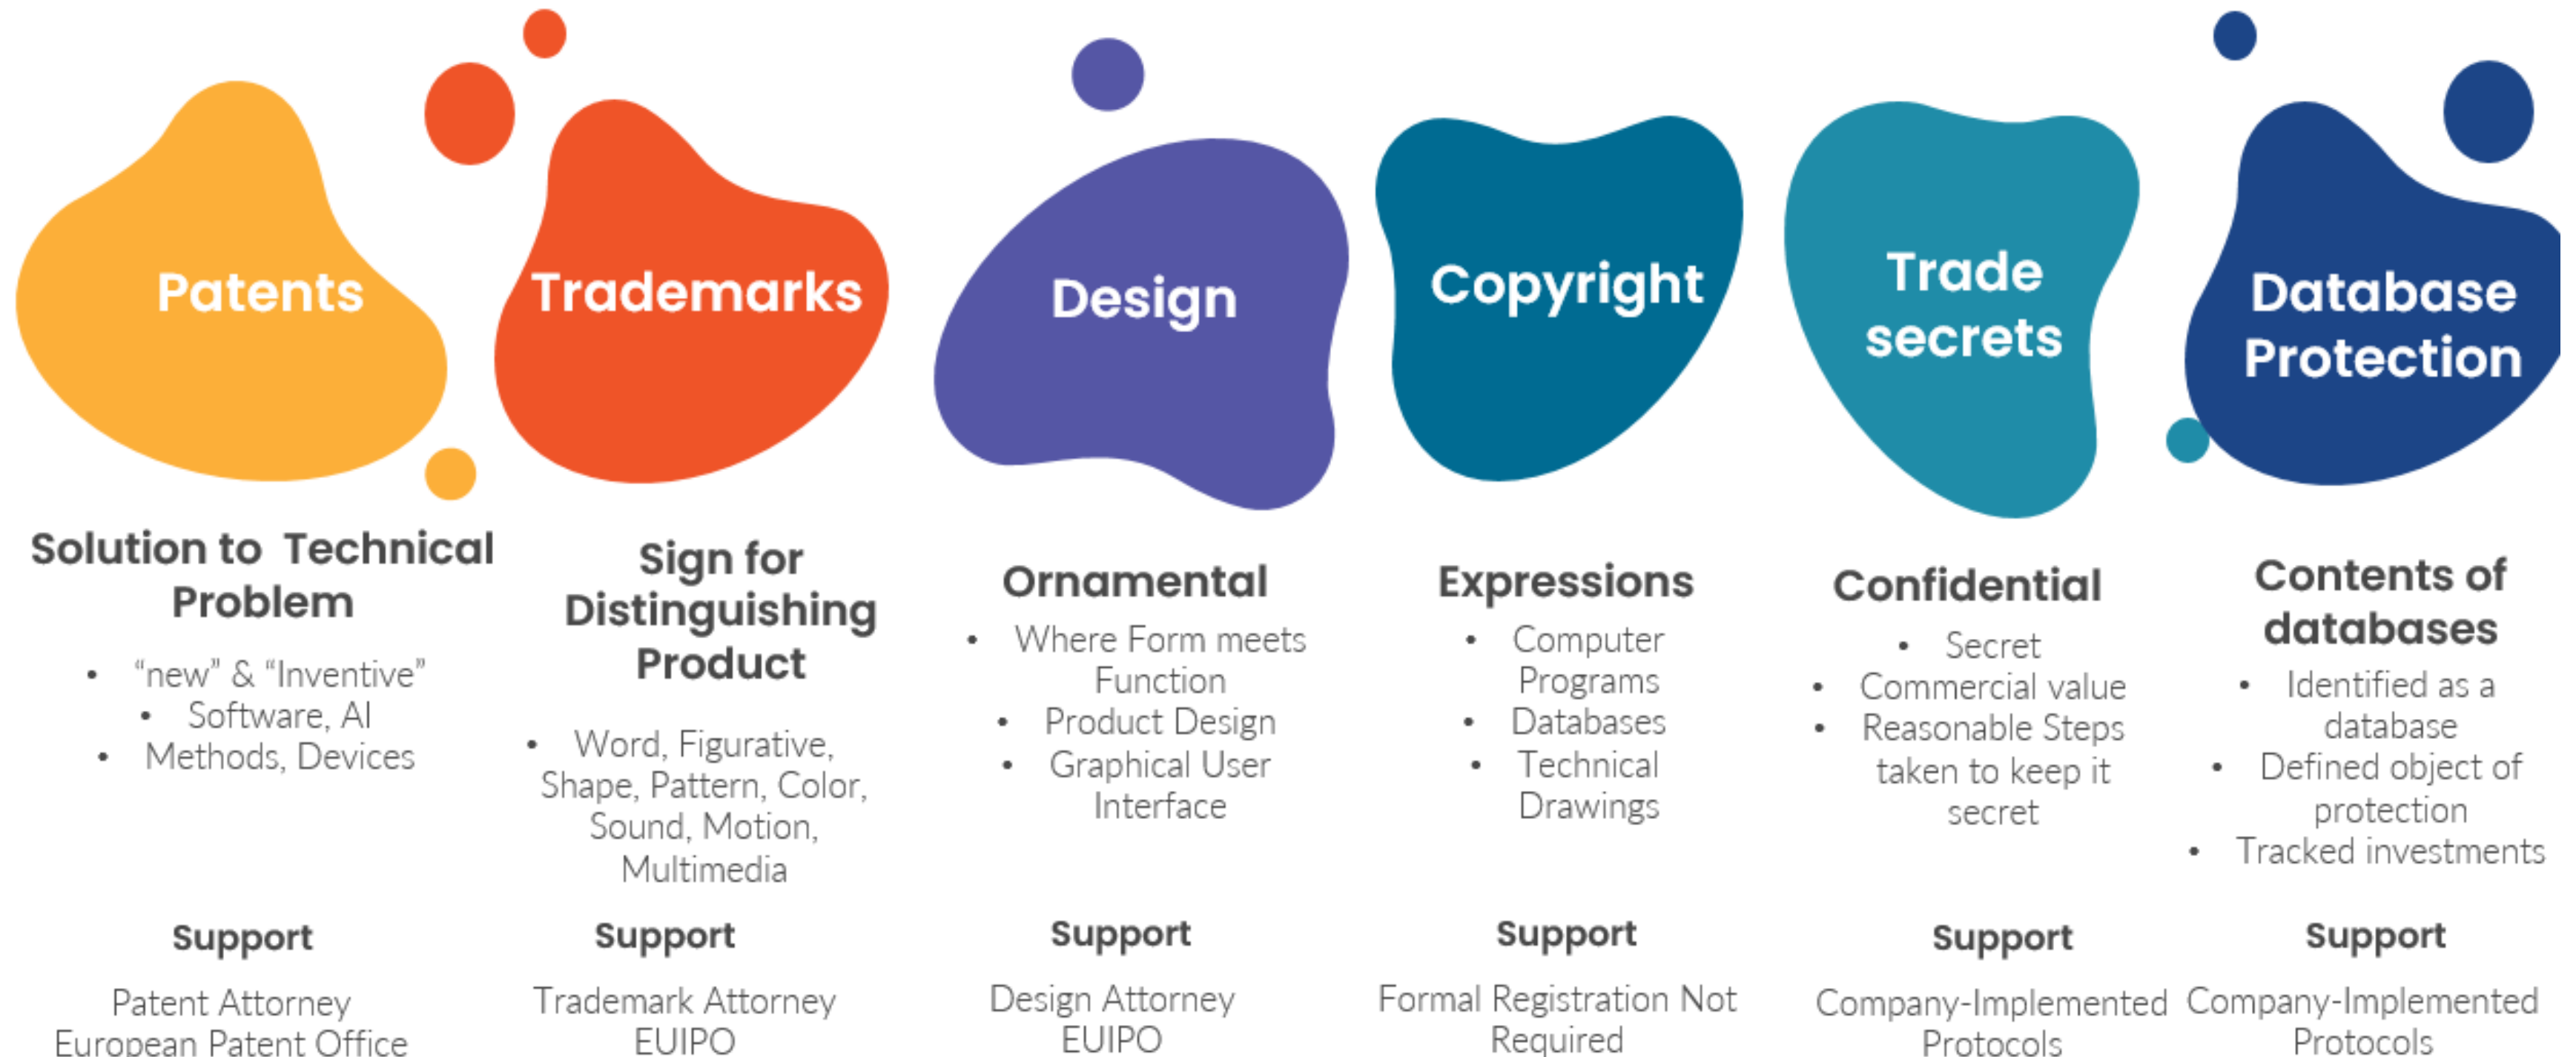 Patents
Solution to Technical
Problem
• “new” & “Inventive”
• Software, AI
• Methods, Devices
Support
Patent Attorney
European Patent Office
Trademarks
Sign for
Distinguishing
Product
• Word, Figurative,
Shape, Pattern, Color,
Sound, Motion,
Multimedia
Support
Trademark Attorney
EUIPO
Design
Ornamental
• Where Form meets
Function
• Product Design
• Graphical User
Interface
Support
Design Attorney
EUIPO
Copyright
Expressions
• Computer
Programs
• Databases
• Technical
Drawings
Support
Formal Registration Not
Required
Trade
secrets
Confidential
• Secret
• Commercial value
• Reasonable Steps
taken to keep it
secret
Support
Company-Implemented
Protocols
Database
Protection
Contents of
databases
• Identified as a
database
• Defined object of
protection
• Tracked investments
Support
Company-Implemented
Protocols